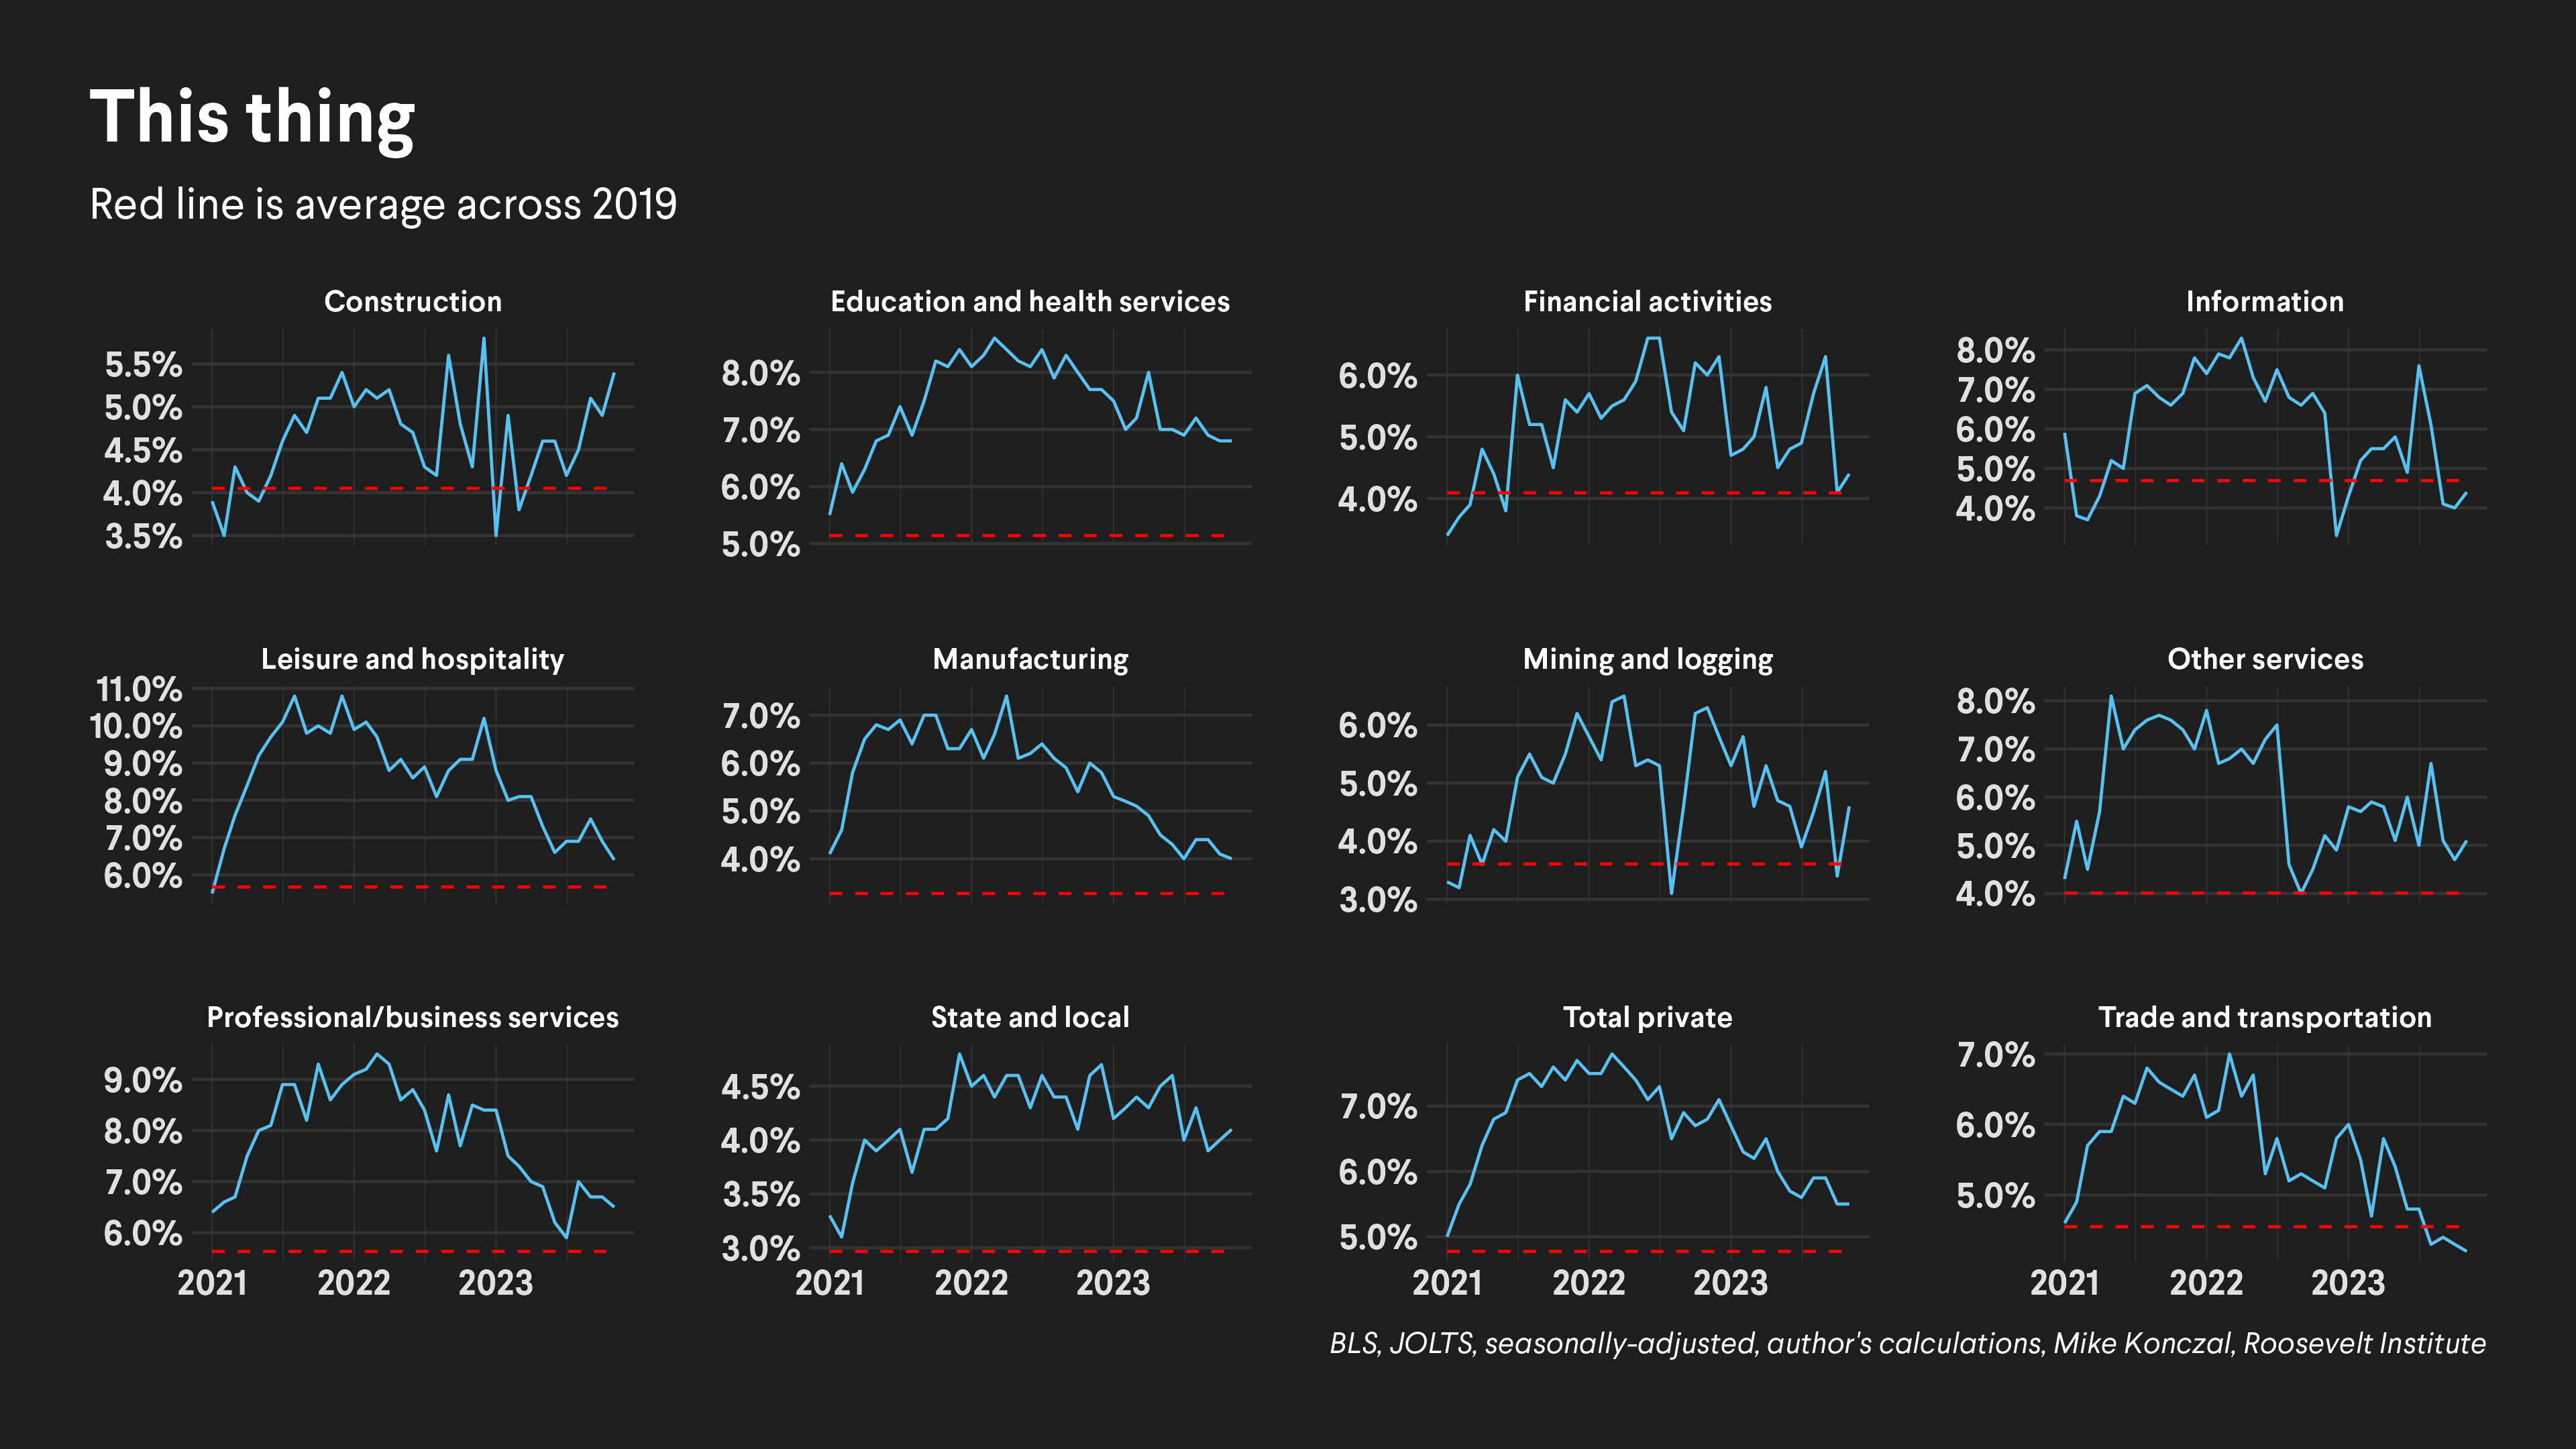 This thing
Red line is average across 2019
Construction
5.5%
5.0%
4.5%
4.0%
3.5%
Education and health services
8.0%
7.0%
6.0%
5.0%
Financial activities
6.0%
5.0%
4.0%
Information
8.0%
7.0%
6.0%
5.0%
4.0%
Leisure and hospitality
11.0%
10.0%
9.0%
8.0%
7.0%
6.0%
Manufacturing
7.0%
6.0%
5.0%
4.0%
Mining and logging
6.0%
5.0%
4.0%
3.0%
Other services
8.0%
7.0%
6.0%
5.0%
4.0%
Professional/business services
9.0%
8.0%
7.0%
6.0%
2021 2022 2023
State and local
4.5%
4.0%
3.5%
3.0%
2021 2022 2023
Total private
7.0%
6.0%
5.0%
2021 2022 2023
Trade and transportation
7.0%
6.0%
5.0%
2021 2022 2023
BLS, JOLTS, seasonally-adjusted, author's calculations, Mike Konczal, Roosevelt Institute